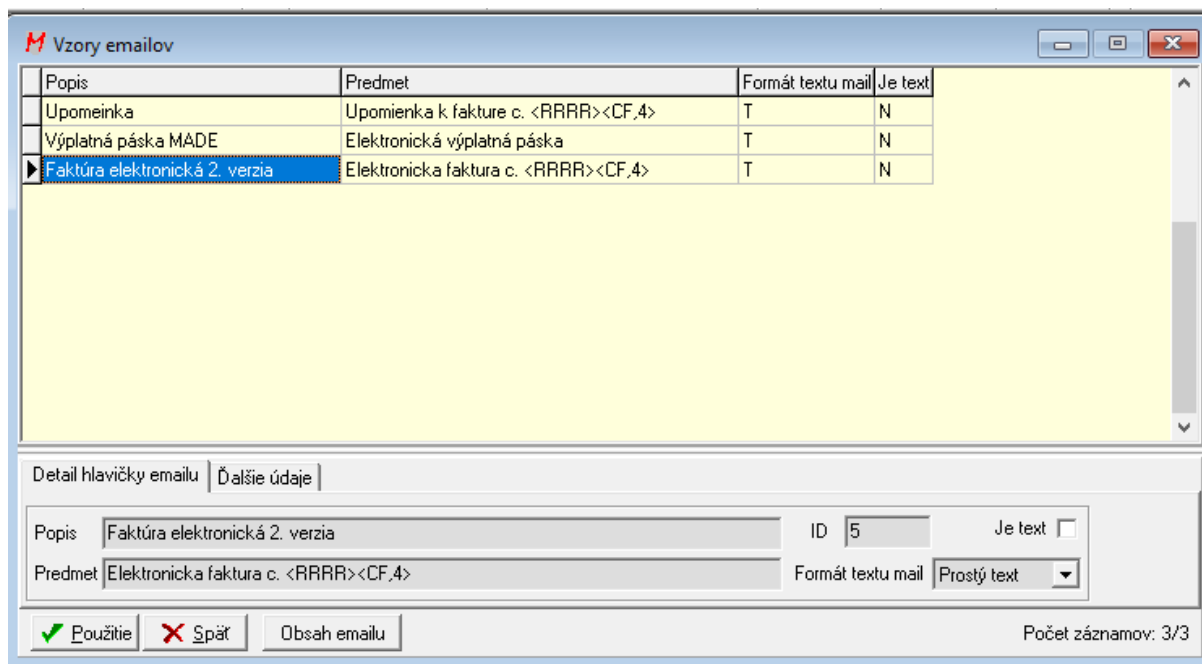 M Vzory emailov
Popis Predmet Formát textu mail Je text
Upomeinka Upomienka k fakture c. <RRRR><CF,4> T N
Výplatná páska MADE Elektronická výplatná páska T N
Faktúra elektronická 2. verzia Elektronicka faktura c. <RRRR><CF,4> T N
Detail hlavičky emailu Ďalšie údaje
Popis Faktúra elektronická 2. verzia ID 5 Je text
Predmet Elektronicka faktura c. <RRRR><CF,4> Formát textu mail Prostý text
Použitie Späť Obsah emailu Počet záznamov: 3/3